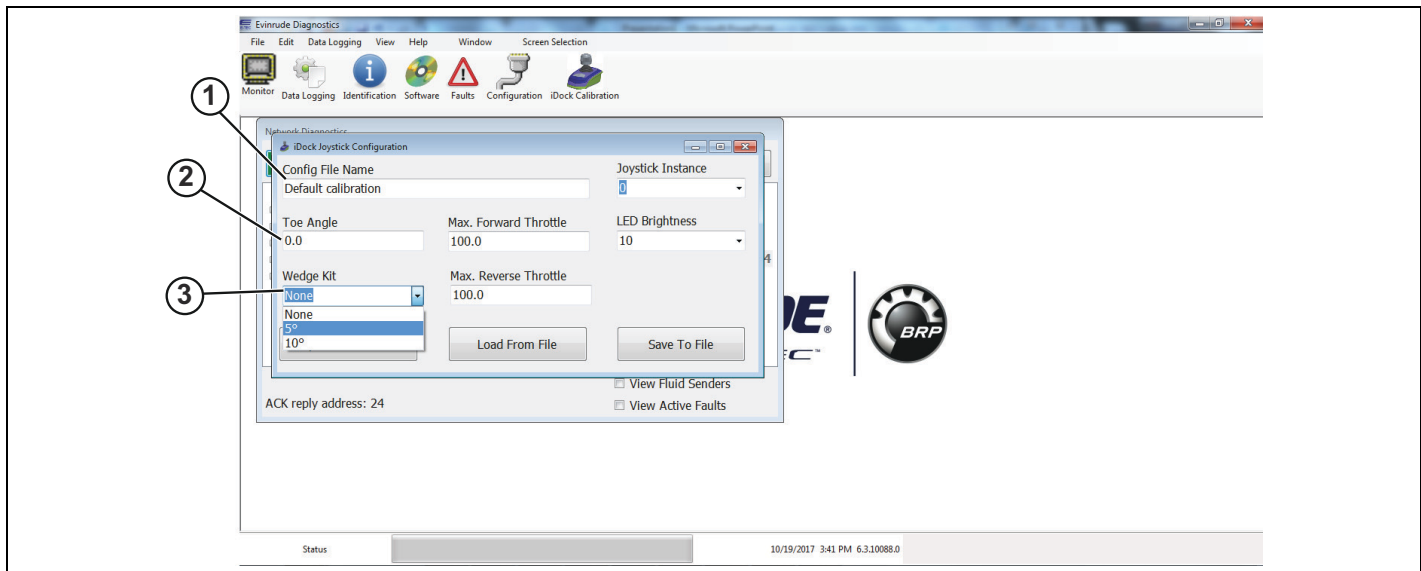 Evinrude Diagnostics
File Edit Data Logging View Help Window Screen Selection
Monitor Data Logging Identification Software Faults Configuration iDock Calibration
1
Network Diagnostics
iDock Joystick Configuration
Config File Name Joystick Instance
2
Default calibration 0
Toe Angle Max. Forward Throttle LED Brightness
0.0 100.0 10
4
Wedge Kit Max. Reverse Throttle
3
None 100.0
None
5°
10° Load From File Save To File
BRP
View Fluid Senders
ACK reply address: 24 View Active Faults
Status 10/19/2017 3:41 PM 6.3.10088.0